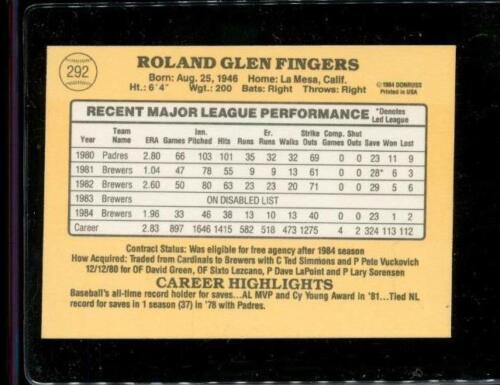 292
ROLAND GLEN FINGERS
Born: Aug. 25, 1946 Home: La Mesa, Calif.
Ht.: 6'4" Wgt.: 200 Bats: Right Throws: Right
© 1984 DONRUSS
Printed in USA
RECENT MAJOR LEAGUE PERFORMANCE *Denotes Led League
Year Team Name ERA Games Inn. Pitched Hits Runs Er. Runs Walks Strike Outs Comp. Games Shut Outs Save Won Lost
1980 Padres 2.80 66 103 101 35 32 32 69 0 0 23 11 9
1981 Brewers 1.04 47 78 55 9 9 13 61 0 0 28* 6 3
1982 Brewers 2.60 50 80 63 23 23 20 71 0 0 29 5 6
1983 Brewers ON DISABLED LIST
1984 Brewers 1.96 33 46 38 13 10 13 40 0 0 23 1 2
Career 2.83 897 1646 1415 582 518 473 1275 4 2 324 113 112
Contract Status: Was eligible for free agency after 1984 season
How Acquired: Traded from Cardinals to Brewers with C Ted Simmons and P Pete Vuckovich
12/12/80 for OF David Green, OF Sixto Lezcano, P Dave LaPoint and P Lary Sorensen
CAREER HIGHLIGHTS
Baseball's all-time record holder for saves...AL MVP and Cy Young Award in '81...Tied NL
record for saves in 1 season (37) in '78 with Padres.